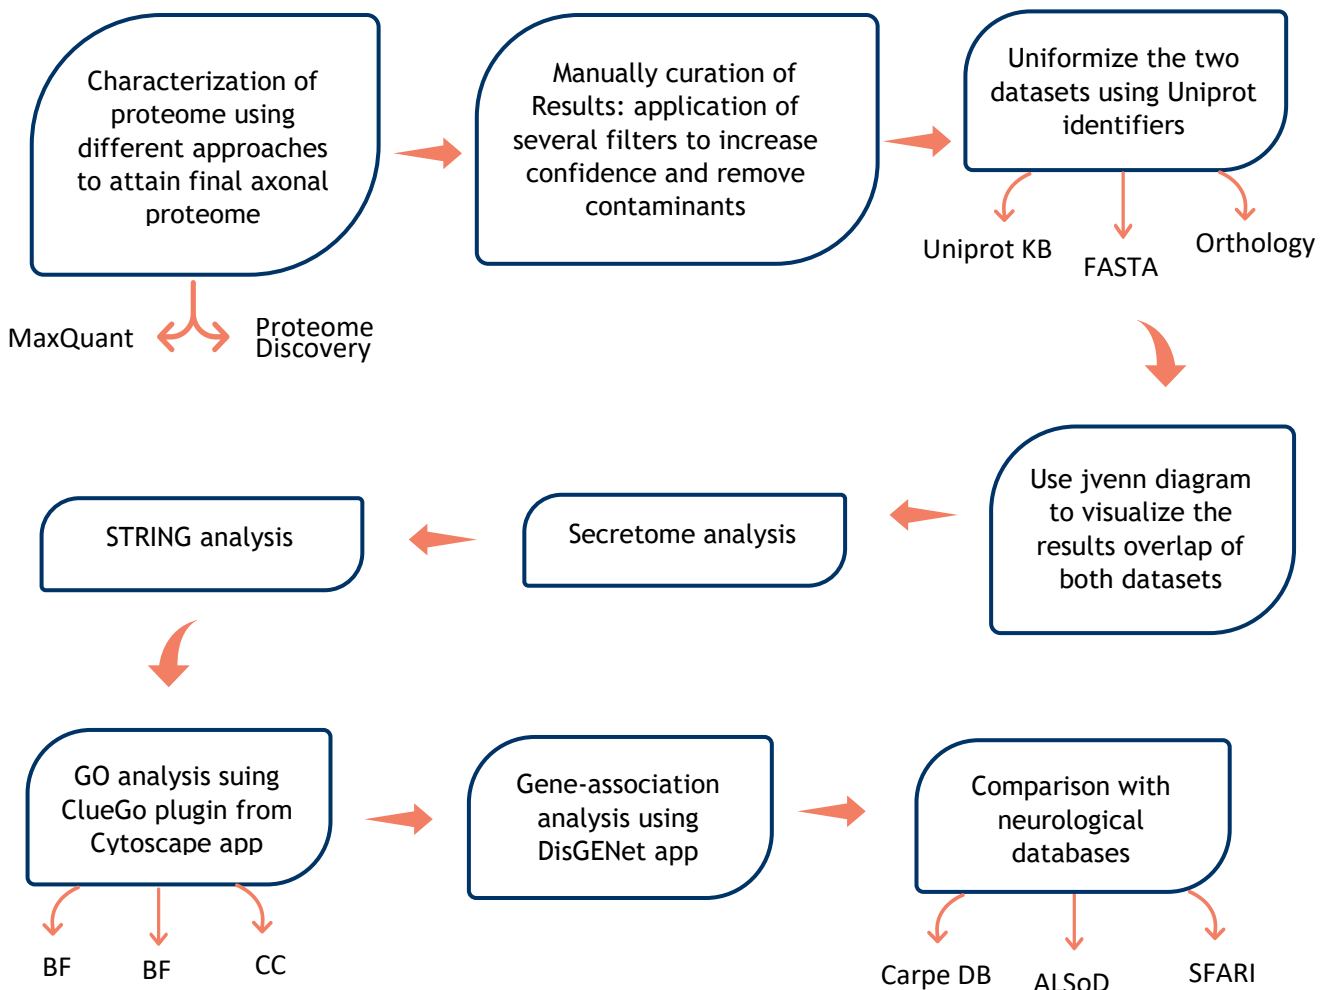 Characterization of
proteome using
different approaches
to attain final axonal
proteome
MaxQuant
Proteome
Discovery
Manually curation of
Results: application of
several filters to increase
confidence and remove
contaminants
Uniformize the two
datasets using Uniprot
identifiers
Uniprot KB
FASTA
Orthology
Use jvenn diagram
to visualize the
results overlap of
both datasets
Secretome analysis
STRING analysis
GO analysis suing
ClueGo plugin from
Cytoscape app
BF
BF
CC
Gene-association
analysis using
DisGENet app
Comparison with
neurological
databases
Carpe DB
ALSoD
SFARI